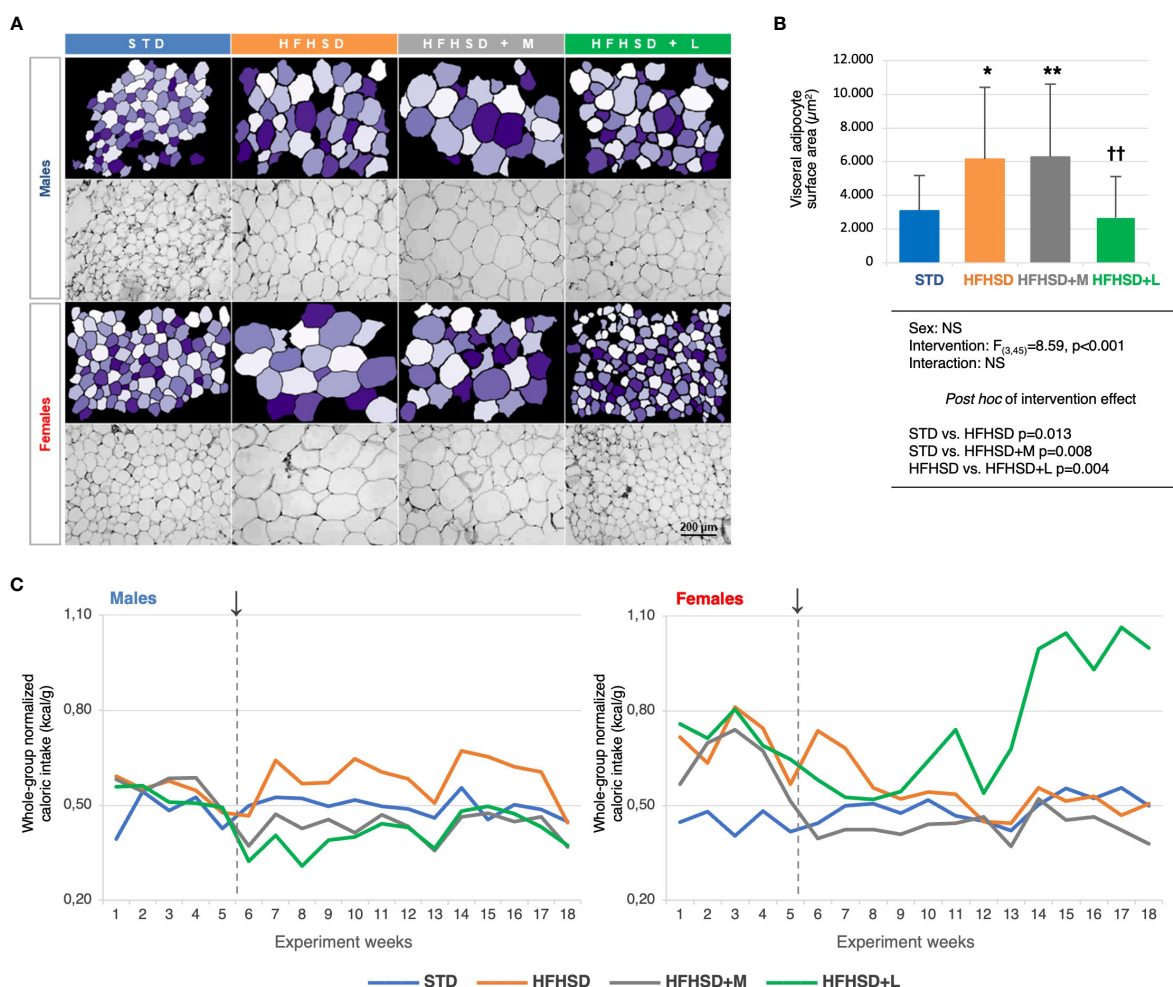 A
STD HFHSD HFHSD + M HFHSD + L
Males
Females
200 µm
B
Visceral adipocyte
surface area (µm²)
12.000
10.000
8.000
6.000
4.000
2.000
0
* ** ††
STD HFHSD HFHSD+M HFHSD+L
Sex: NS
Intervention: F(3,45)=8.59, p<0.001
Interaction: NS
Post hoc of intervention effect
STD vs. HFHSD p=0.013
STD vs. HFHSD+M p=0.008
HFHSD vs. HFHSD+L p=0.004
C
Males
Whole-group normalized
caloric intake (kcal/g)
1,10
0,80
0,50
0,20
1 2 3 4 5 6 7 8 9 10 11 12 13 14 15 16 17 18
Experiment weeks
Females
Whole-group normalized
caloric intake (kcal/g)
1,10
0,80
0,50
0,20
1 2 3 4 5 6 7 8 9 10 11 12 13 14 15 16 17 18
Experiment weeks
STD HFHSD HFHSD+M HFHSD+L